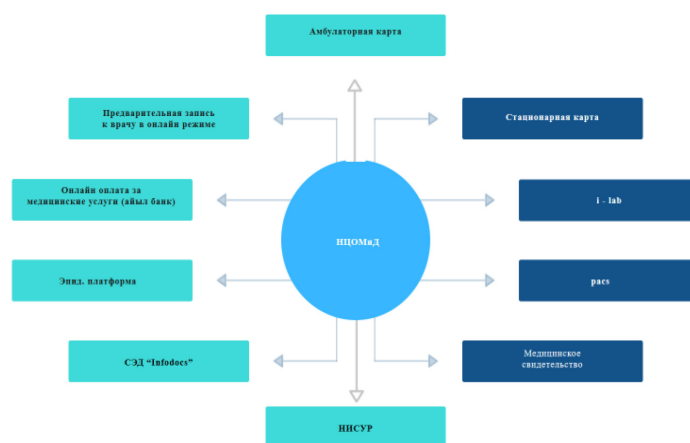 Амбулаторная карта
Предварительная запись
к врачу в онлайн режиме
Стационарная карта
Онлайн оплата за
медицинские услуги (айыл банк)
i - lab
НЦОМиД
Эпид. платформа
pacs
СЭД “Infodocs”
Медицинское
свидетельство
НИСУР